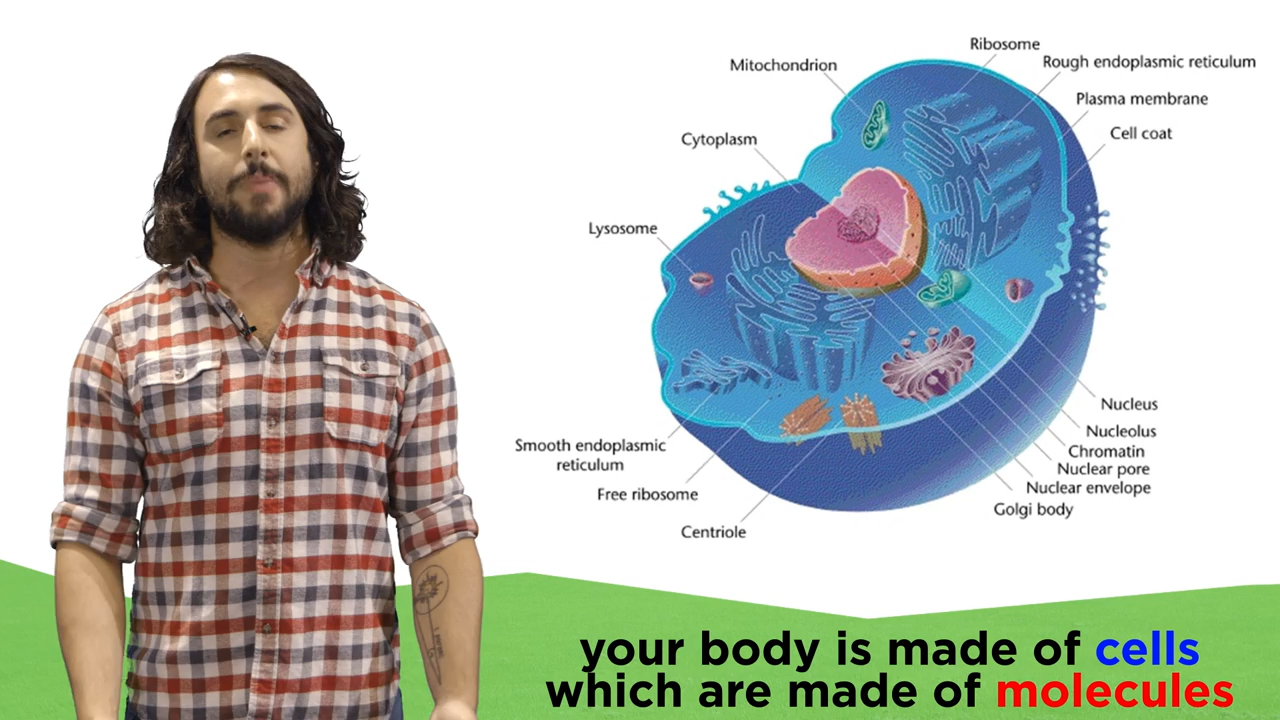 Ribosome
Mitochondrion
Rough endoplasmic reticulum
Plasma membrane
Cell coat
Cytoplasm
Lysosome
Nucleus
Nucleolus
Chromatin
Nuclear pore
Nuclear envelope
Golgi body
Smooth endoplasmic
reticulum
Free ribosome
Centriole
your body is made of cells
which are made of molecules